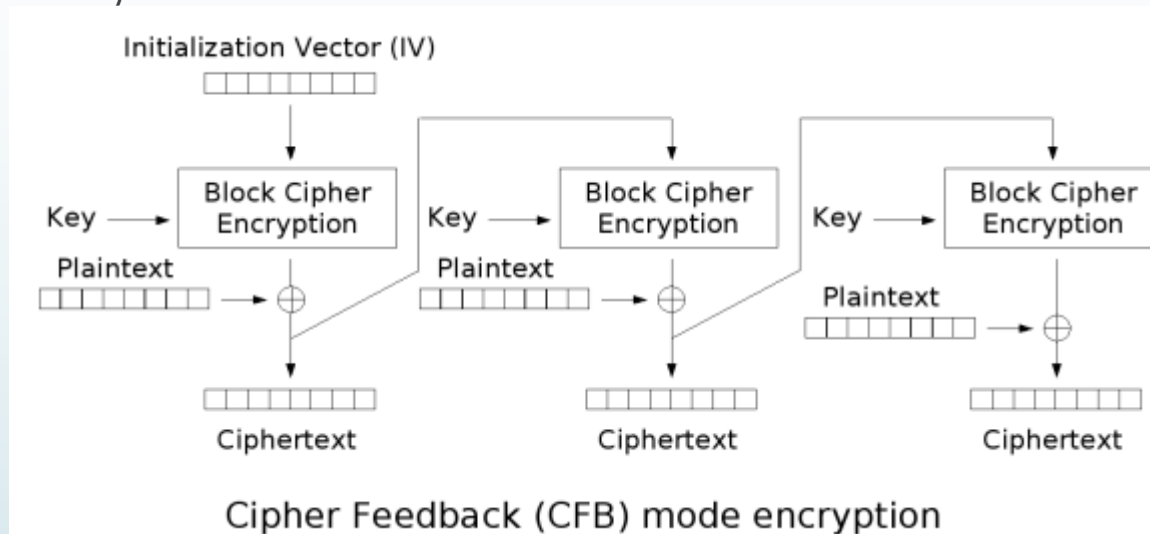 Initialization Vector (IV)
Block Cipher
Encryption
Block Cipher
Encryption
Block Cipher
Encryption
Key
Key
Key
Plaintext
Plaintext
Plaintext
Ciphertext
Ciphertext
Ciphertext
Cipher Feedback (CFB) mode encryption